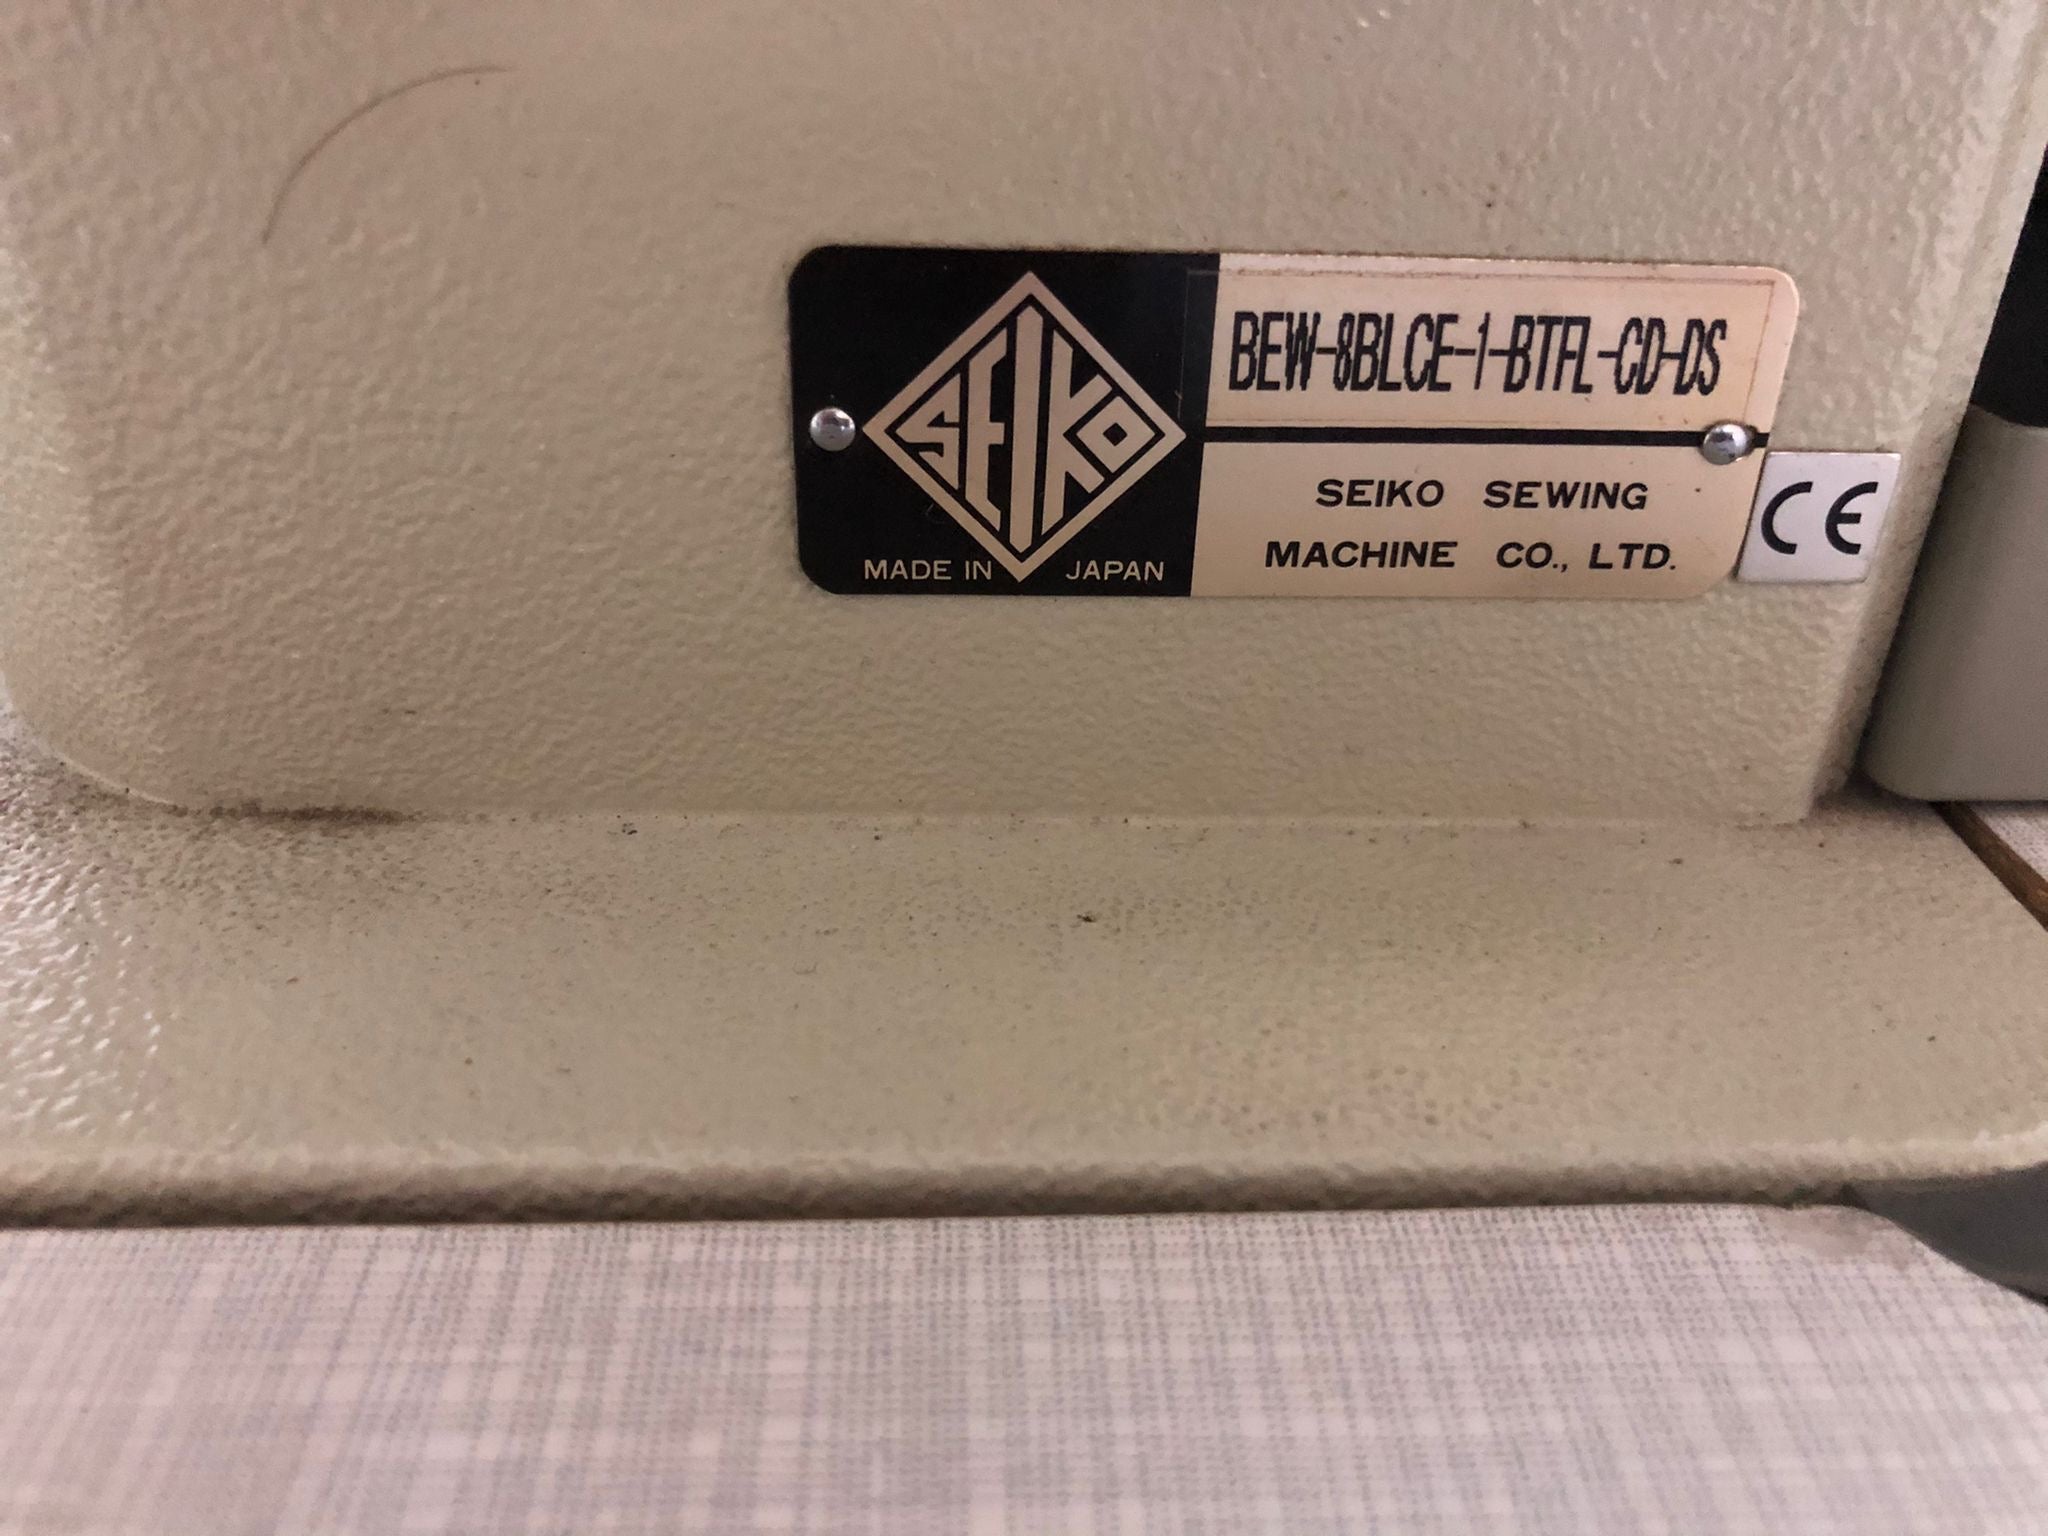 SEIKO
MADE IN JAPAN
BEW-8BLCE-1-BTFL-CD-DS
SEIKO SEWING
MACHINE CO., LTD.
CE